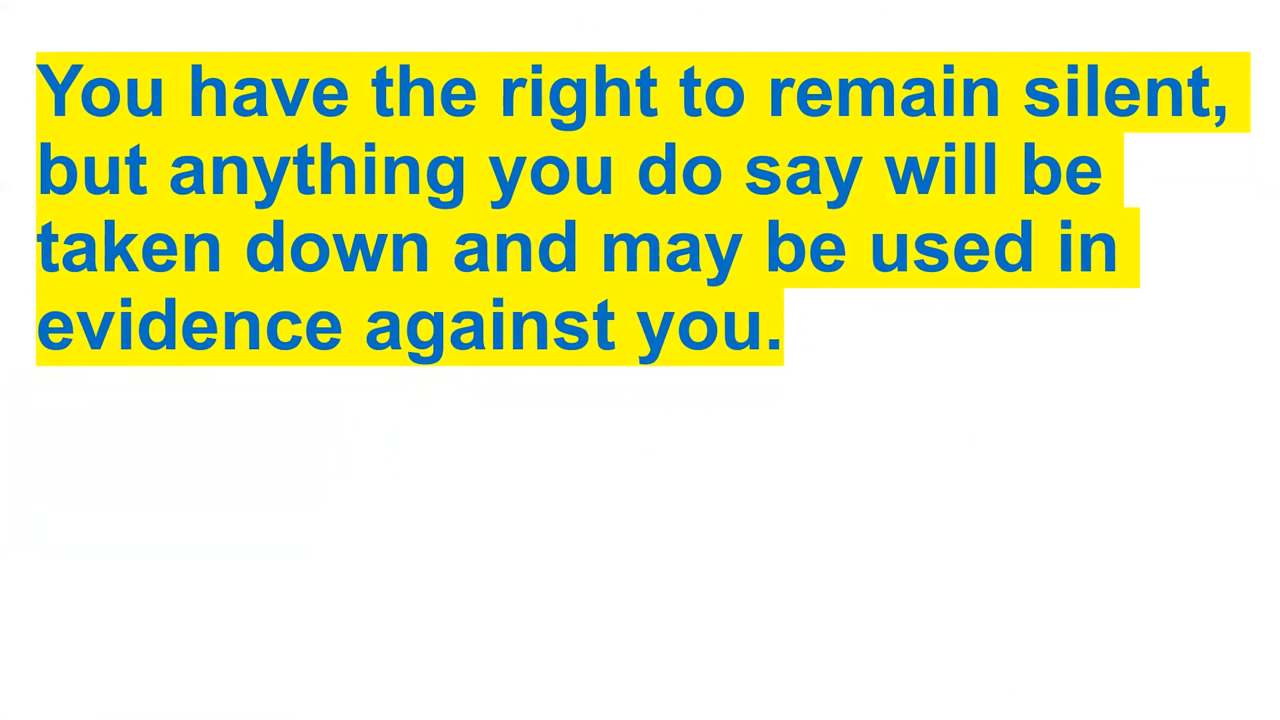 You have the right to remain silent,
but anything you do say will be
taken down and may be used in
evidence against you.